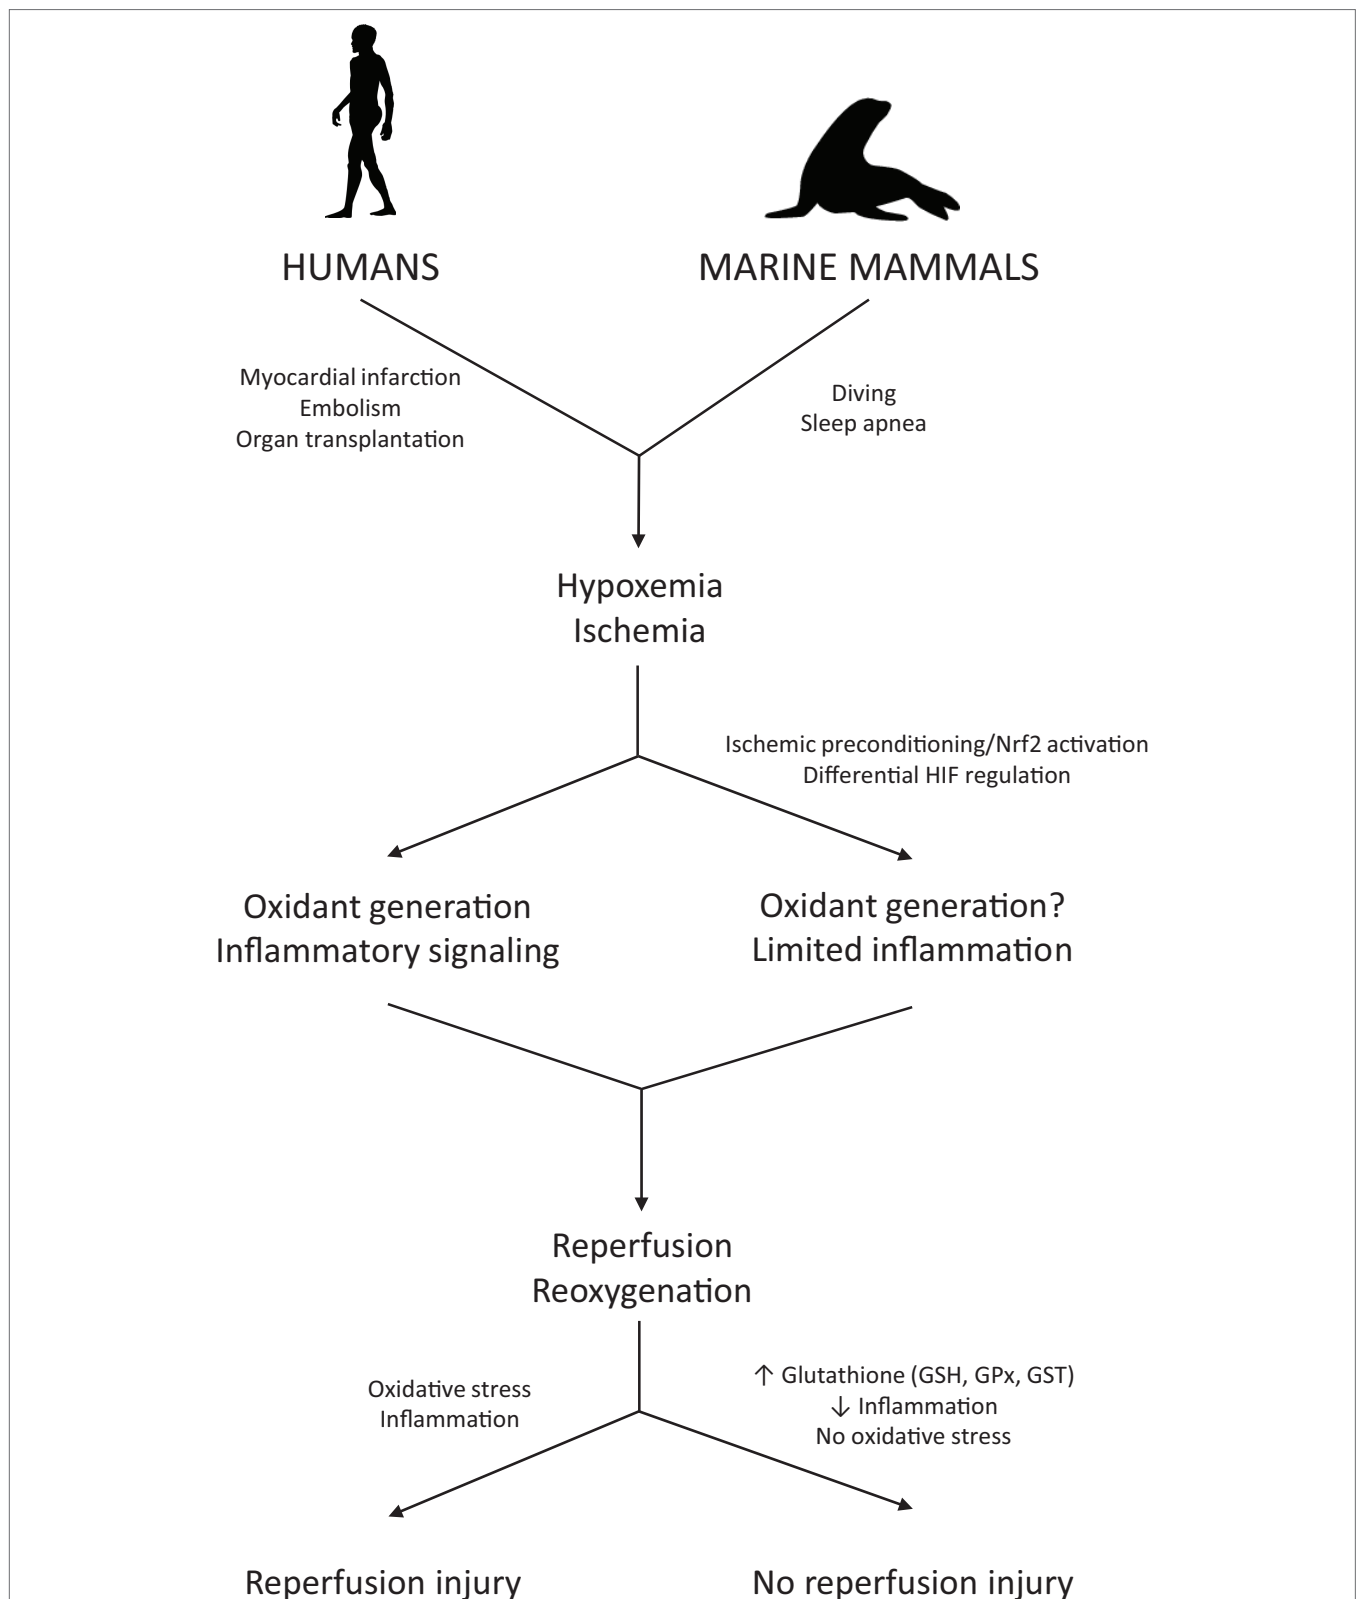 HUMANS
MARINE MAMMALS
Myocardial infarction
Embolism
Organ transplantation
Diving
Sleep apnea
Hypoxemia
Ischemia
Ischemic preconditioning/Nrf2 activation
Differential HIF regulation
Oxidant generation
Inflammatory signaling
Oxidant generation?
Limited inflammation
Reperfusion
Reoxygenation
Oxidative stress
Inflammation
↑ Glutathione (GSH, GPx, GST)
↓ Inflammation
No oxidative stress
Reperfusion injury
No reperfusion injury